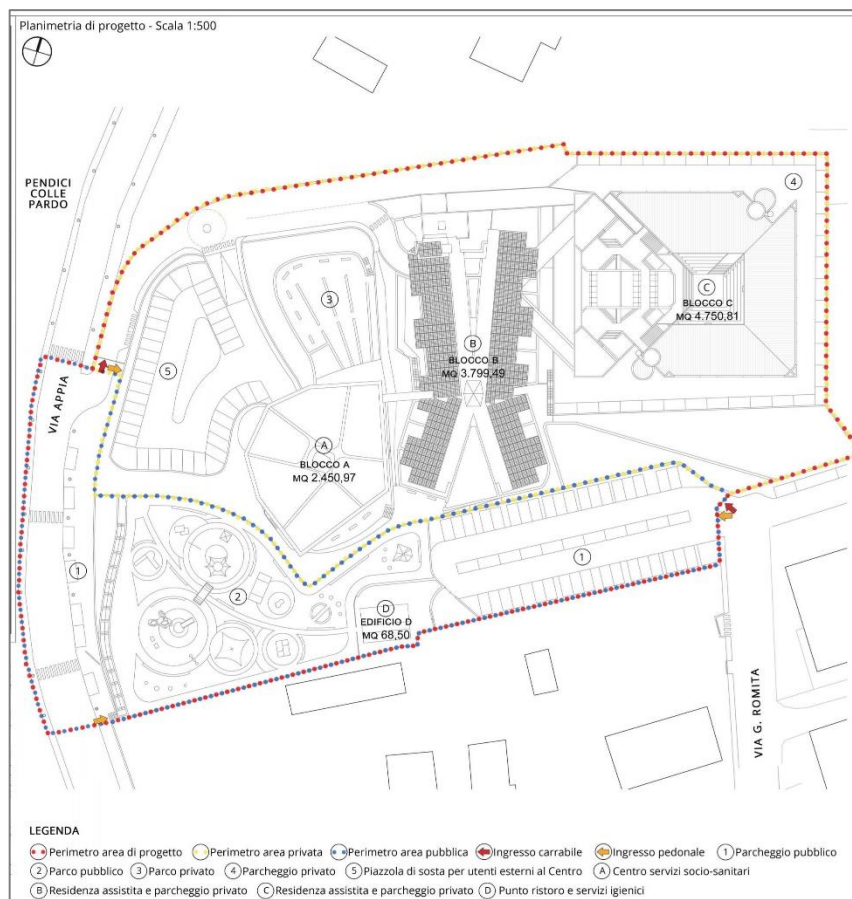 Planimetria di progetto - Scala 1:500
PENDICI
COLLE
PARDO
4
3
C
BLOCCO C
MQ 4.750,81
B
BLOCCO B
MQ 3.799,49
5
VIA APPIA
A
BLOCCO A
MQ 2.450,97
1
1
2
D
EDIFICIO D
MQ 68,50
VIA G. ROMITA
LEGENDA
Perimetro area di progetto Perimetro area privata Perimetro area pubblica Ingresso carrabile Ingresso pedonale 1 Parcheggio pubblico
2 Parco pubblico 3 Parco privato 4 Parcheggio privato 5 Piazzola di sosta per utenti esterni al Centro A Centro servizi socio-sanitari
B Residenza assistita e parcheggio privato C Residenza assistita e parcheggio privato D Punto ristoro e servizi igienici